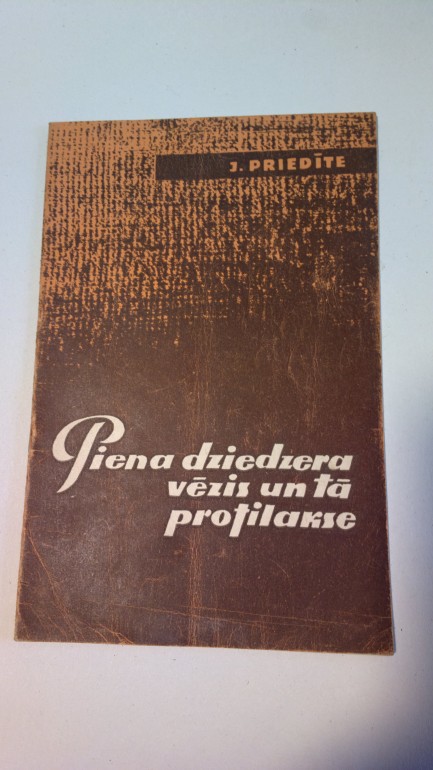 J. PRIEDĪTE
Piena dziedzera
vēzis un tā
profilakse